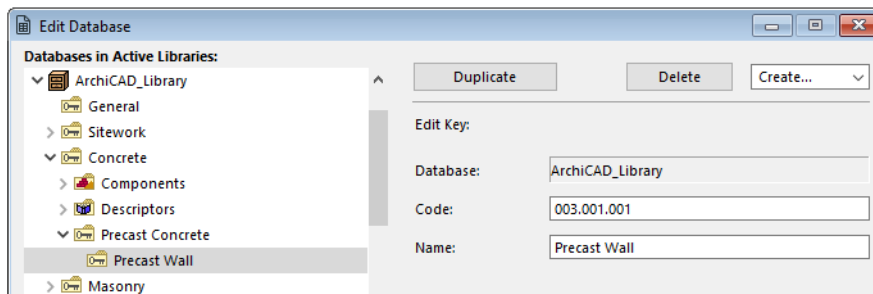 Edit Database
Databases in Active Libraries:
ArchiCAD_Library
General
Sitework
Concrete
Components
Descriptors
Precast Concrete
Precast Wall
Masonry
Duplicate Delete Create...
Edit Key:
Database: ArchiCAD_Library
Code: 003.001.001
Name: Precast Wall